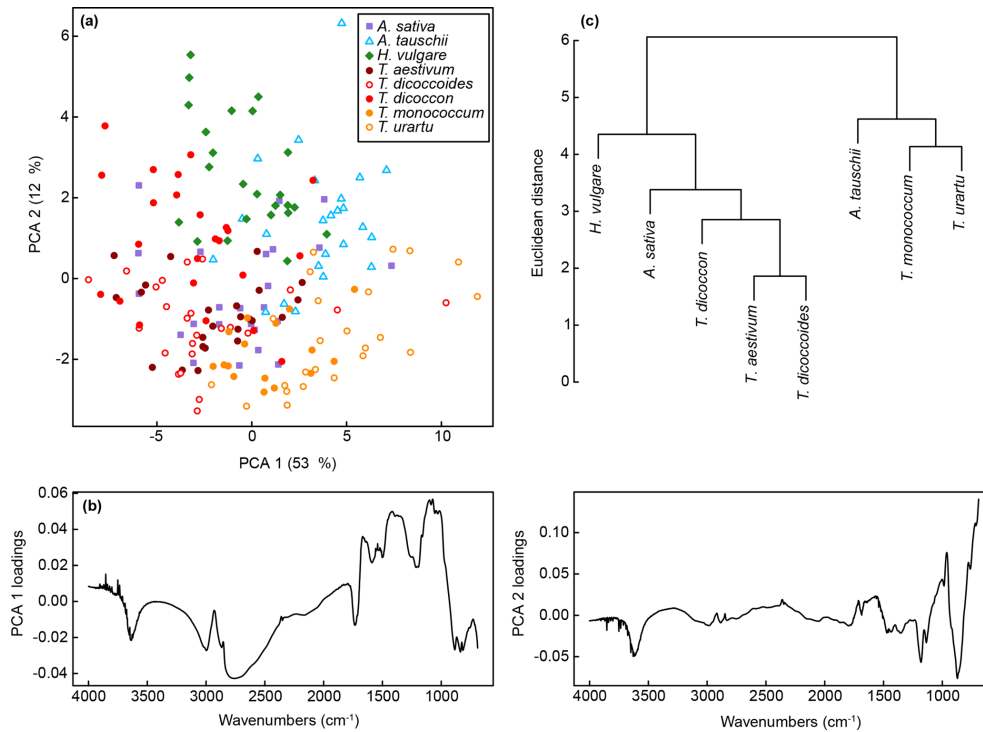 (a)
A. sativa
A. tauschii
H. vulgare
T. aestivum
T. dicoccoides
T. dicoccon
T. monococcum
T. urartu
6
4
2
0
-2
PCA 2 (12 %)
-5 0 5 10
PCA 1 (53 %)
(c)
6
5
4
3
2
1
0
Eucidean distance
H. vulgare
A. sativa
T. dicoccon
T. aestivum
T. dicoccoides
A. tauschii
T. monococcum
T. urartu
(b)
0.06
0.04
0.02
0.00
-0.02
-0.04
PCA 1 loadings
4000 3500 3000 2500 2000 1500 1000
Wavenumbers (cm⁻¹)
0.10
0.05
0.00
-0.05
PCA 2 loadings
4000 3500 3000 2500 2000 1500 1000
Wavenumbers (cm⁻¹)